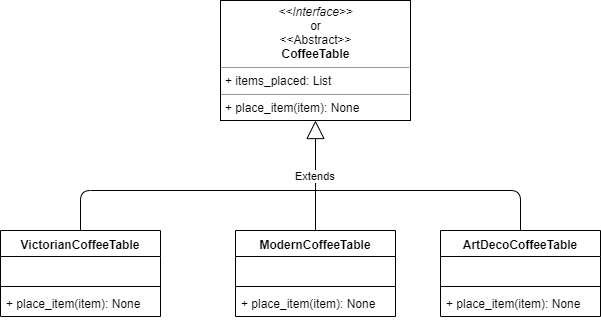 <<Interface>>
or
<<Abstract>>
CoffeeTable
+ items_placed: List
+ place_item(item): None
Extends
VictorianCoffeeTable
+ place_item(item): None
ModernCoffeeTable
+ place_item(item): None
ArtDecoCoffeeTable
+ place_item(item): None